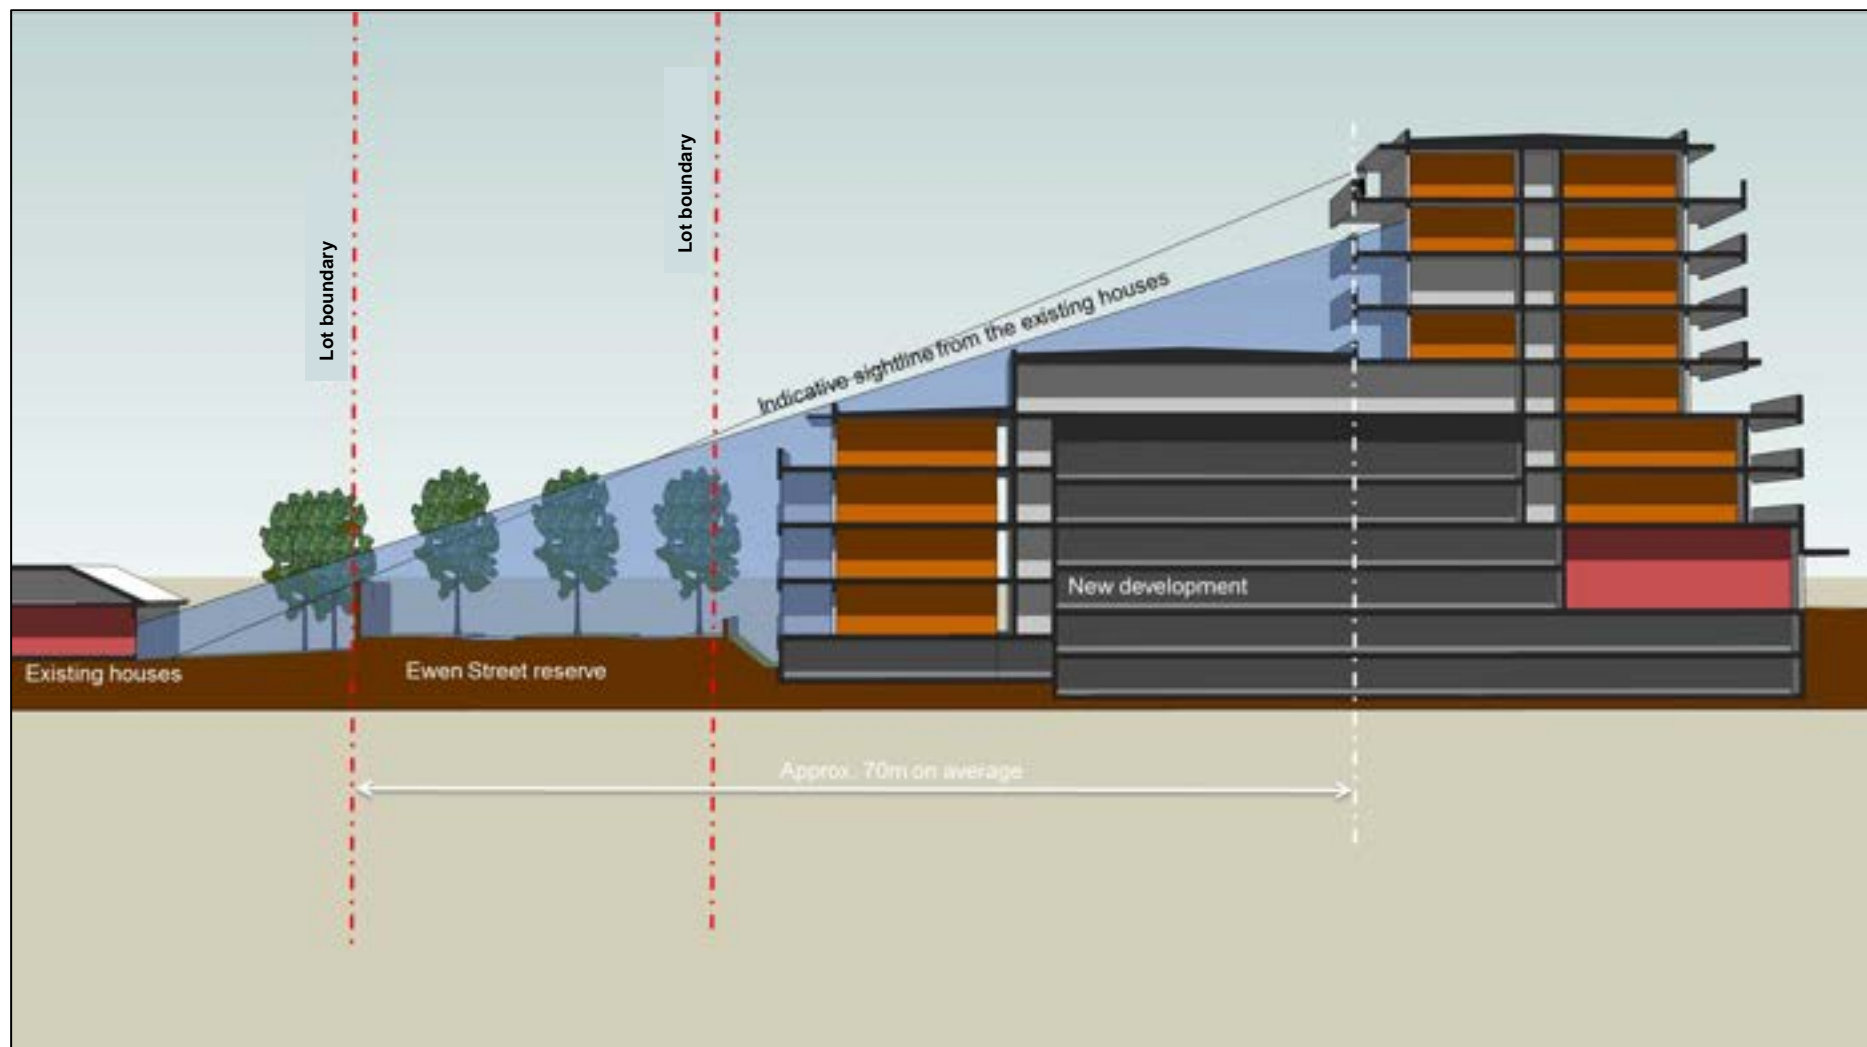 Lot boundary
Lot boundary
Indicative sightline from the existing houses
New development
Existing houses
Ewen Street reserve
Approx. 70m on average